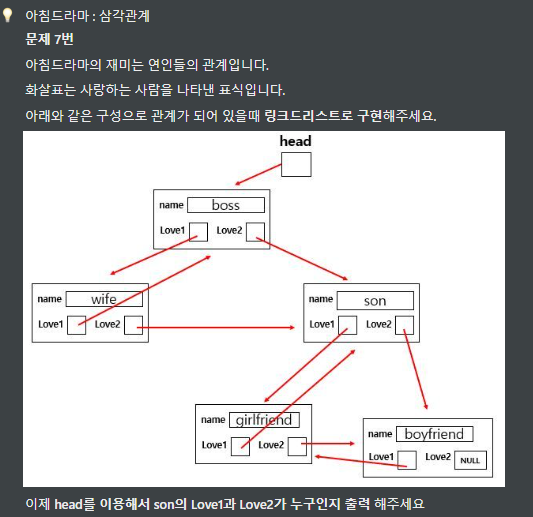 아침드라마 : 삼각관계
문제 7번
아침드라마의 재미는 연인들의 관계입니다.
화살표는 사랑하는 사람을 나타낸 표식입니다.
아래와 같은 구성으로 관계가 되어 있을때 링크드리스트로 구현해주세요.
head
name boss
Love1 Love2
name wife
Love1 Love2
name son
Love1 Love2
name girlfriend
Love1 Love2
name boyfriend
Love1 Love2 NULL
이제 head를 이용해서 son의 Love1과 Love2가 누구인지 출력 해주세요